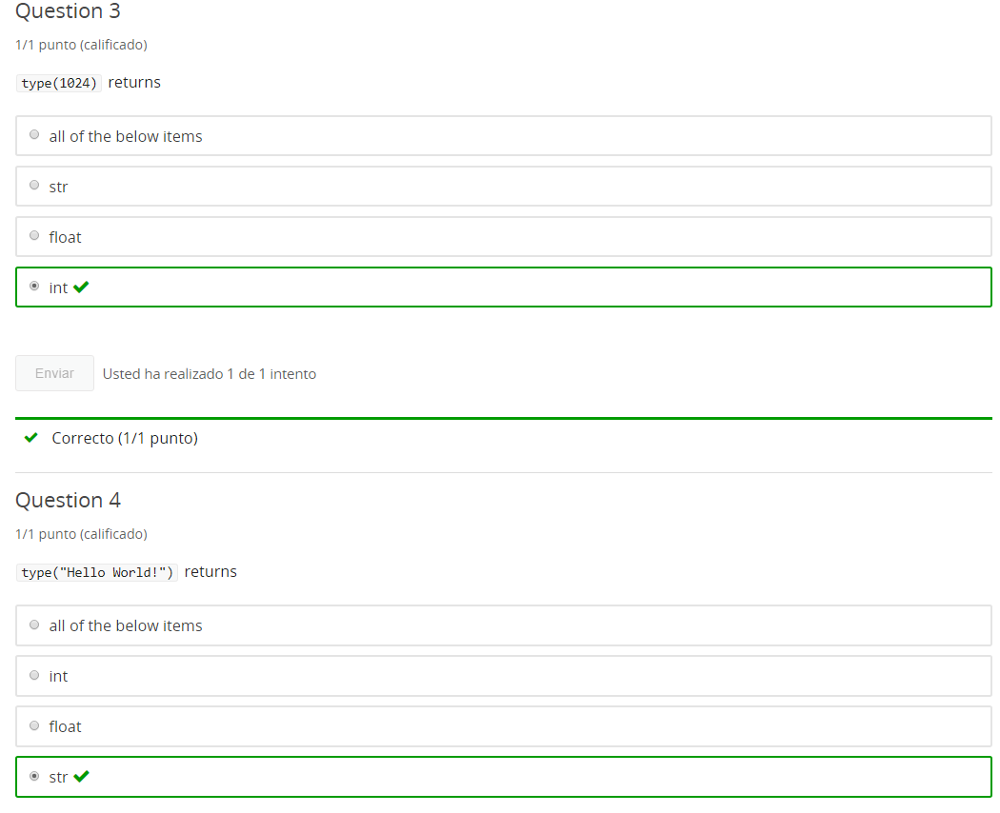 Question 3
1/1 punto (calificado)
type(1024) returns
all of the below items
str
float
int
Enviar Usted ha realizado 1 de 1 intento
Correcto (1/1 punto)
Question 4
1/1 punto (calificado)
type("Hello World!") returns
all of the below items
int
float
str